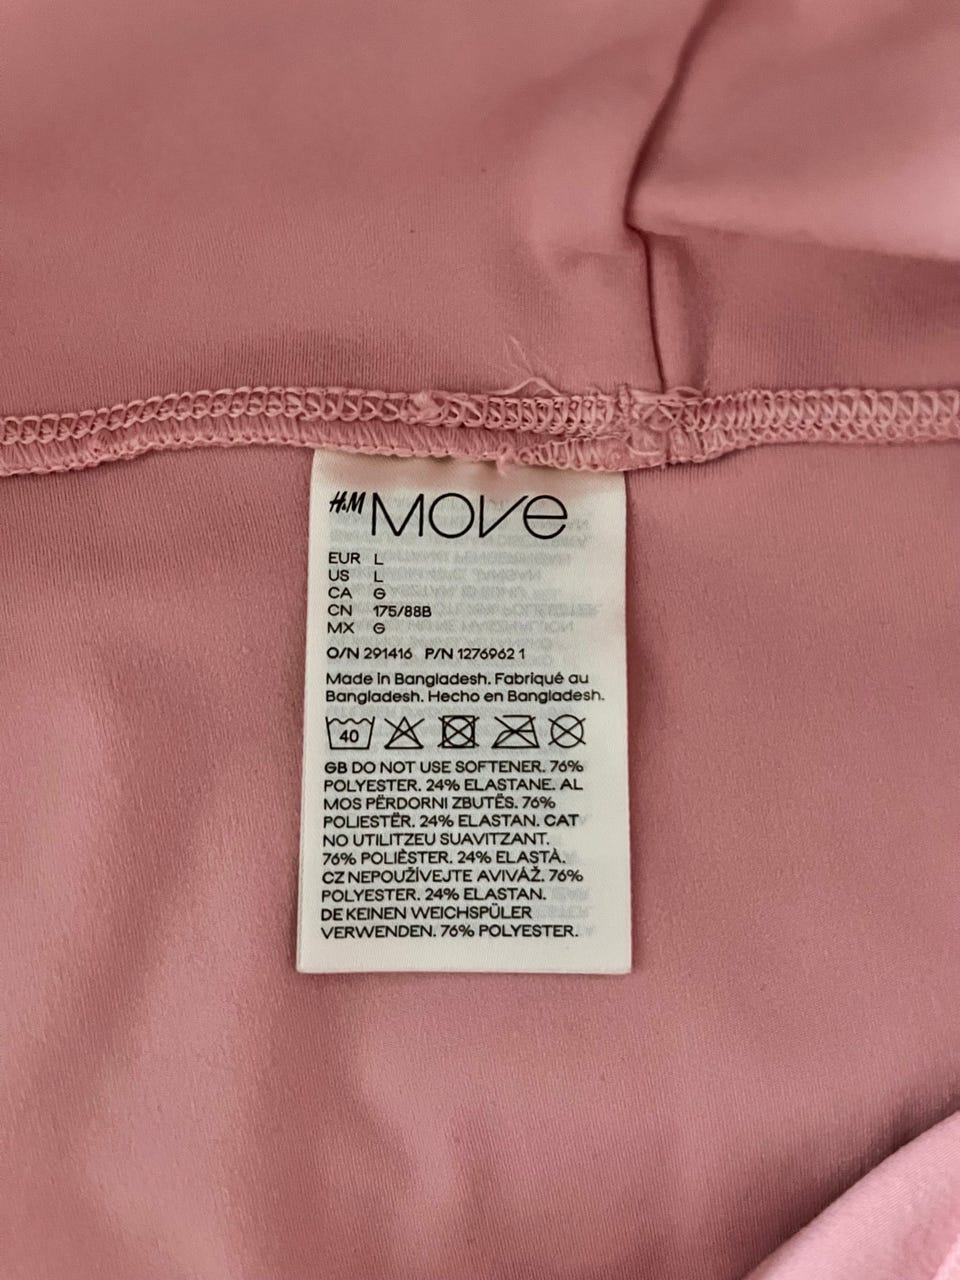 H&M MOVE
EUR L
US L
CA G
CN 175/88B
MX G
O/N 291416 P/N 1276962 1
Made in Bangladesh. Fabriqué au
Bangladesh. Hecho en Bangladesh.
40
GB DO NOT USE SOFTENER. 76%
POLYESTER. 24% ELASTANE. AL
MOS PËRDORNI ZBUTËS. 76%
POLIESTËR. 24% ELASTAN. CAT
NO UTILITZEU SUAVITZANT.
76% POLIÈSTER. 24% ELASTÀ.
CZ NEPOUŽÍVEJTE AVIVÁŽ. 76%
POLYESTER. 24% ELASTAN.
DE KEINEN WEICHSPÜLER
VERWENDEN. 76% POLYESTER.